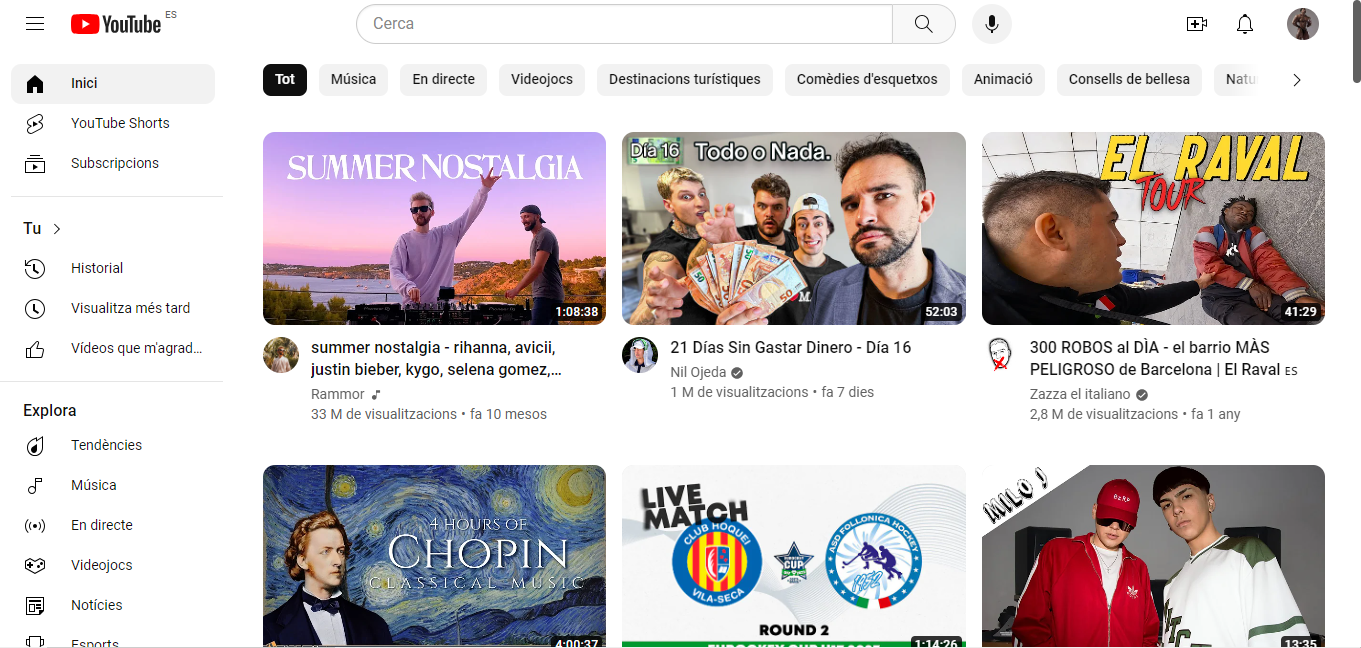 YouTube ES
Cerca
Inici
YouTube Shorts
Subscripcions
Tu
Historial
Visualitza més tard
Vídeos que m'agrad...
Explora
Tendències
Música
En directe
Videojocs
Notícies
Esports
Tot
Música
En directe
Videojocs
Destinacions turístiques
Comèdies d'esquetxos
Animació
Consells de bellesa
Natu
SUMMER NOSTALGIA
1:08:38
summer nostalgia - rihanna, avicii,
justin bieber, kygo, selena gomez,...
Rammor
33 M de visualitzacions • fa 10 mesos
Día 16 Todo o Nada.
50
52:03
21 Días Sin Gastar Dinero - Día 16
Nil Ojeda
1 M de visualitzacions • fa 7 dies
EL RAVAL
TOUR
41:29
300 ROBOS al DÌA - el barrio MÀS
PELIGROSO de Barcelona | El Raval ES
Zazza el italiano
2,8 M de visualitzacions • fa 1 any
4 HOURS OF
CHOPIN
CLASSICAL MUSIC
4:00:37
LIVE
MATCH
CLUB HOQUEI
VILA-SECA
CUP
ASD FOLLONICA HOCKEY
1952
ROUND 2
1:14:26
MILO J
BZRP
13:35